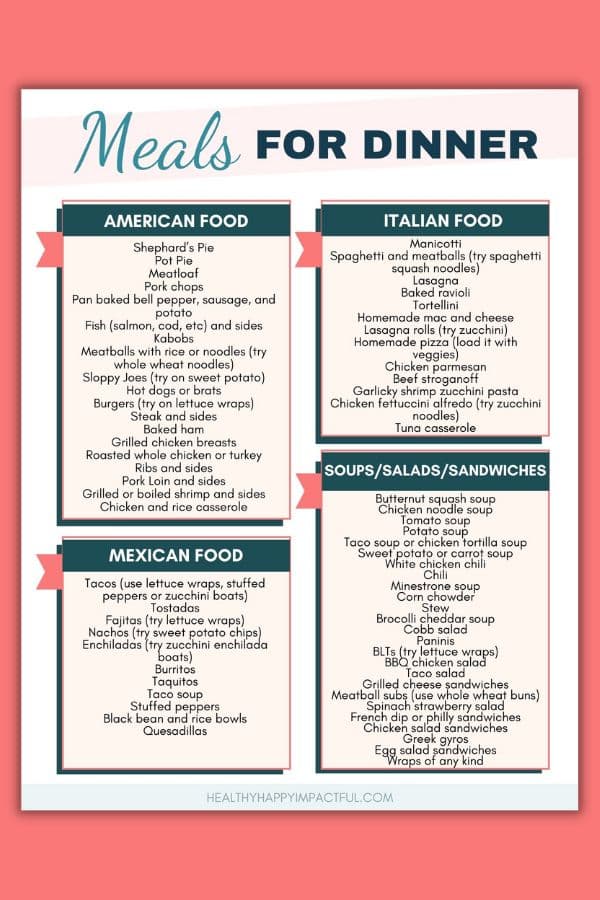 Meals FOR DINNER
AMERICAN FOOD
Shephard's Pie
Pot Pie
Meatloaf
Pork chops
Pan baked bell pepper, sausage, and
potato
Fish (salmon, cod, etc) and sides
Kabobs
Meatballs with rice or noodles (try
whole wheat noodles)
Sloppy Joes (try on sweet potato)
Hot dogs or brats
Burgers (try on lettuce wraps)
Steak and sides
Baked ham
Grilled chicken breasts
Roasted whole chicken or turkey
Ribs and sides
Pork Loin and sides
Grilled or boiled shrimp and sides
Chicken and rice casserole
MEXICAN FOOD
Tacos (use lettuce wraps, stuffed
peppers or zucchini boats)
Tostadas
Fajitas (try lettuce wraps)
Nachos (try sweet potato chips)
Enchiladas (try zucchini enchilada
boats)
Burritos
Taquitos
Taco soup
Stuffed peppers
Black bean and rice bowls
Quesadillas
ITALIAN FOOD
Manicotti
Spaghetti and meatballs (try spaghetti
squash noodles)
Lasagna
Baked ravioli
Tortellini
Homemade mac and cheese
Lasagna rolls (try zucchini)
Homemade pizza (load it with
veggies)
Chicken parmesan
Beef stroganoff
Garlicky shrimp zucchini pasta
Chicken fettuccini alfredo (try zucchini
noodles)
Tuna casserole
SOUPS/SALADS/SANDWICHES
Butternut squash soup
Chicken noodle soup
Tomato soup
Potato soup
Taco soup or chicken tortilla soup
Sweet potato or carrot soup
White chicken chili
Chili
Minestrone soup
Corn chowder
Stew
Brocolli cheddar soup
Cobb salad
Paninis
BLTs (try lettuce wraps)
BBQ chicken salad
Taco salad
Grilled cheese sandwiches
Meatball subs (use whole wheat buns)
Spinach strawberry salad
French dip or philly sandwiches
Chicken salad sandwiches
Greek gyros
Egg salad sandwiches
Wraps of any kind
HEALTHYHAPPYIMPACTFUL.COM